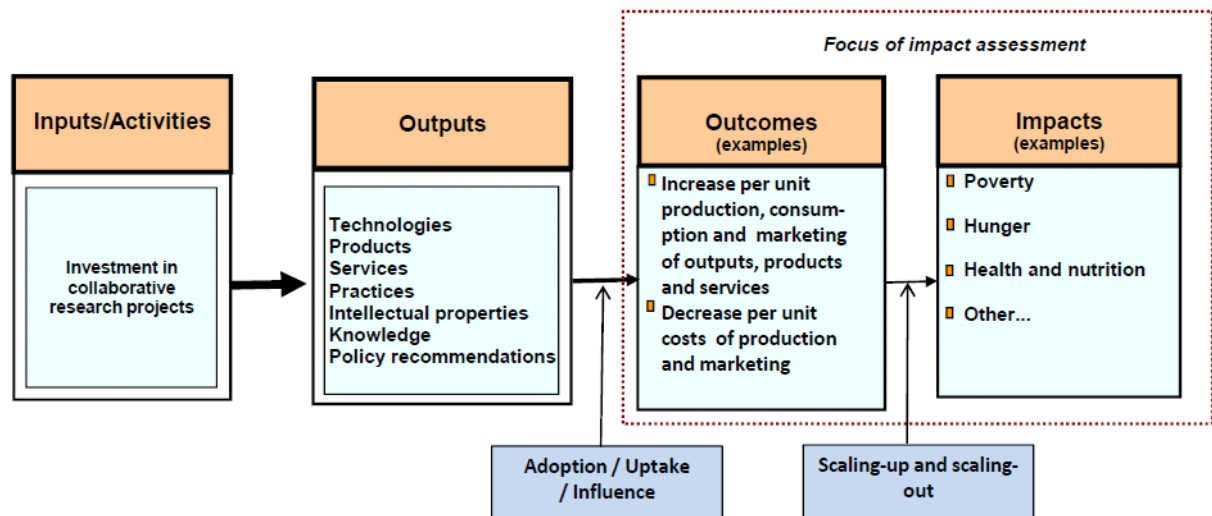 Focus of impact assessment
Inputs/Activities
Investment in
collaborative
research projects
Outputs
Technologies
Products
Services
Practices
Intellectual properties
Knowledge
Policy recommendations
Outcomes
(examples)
Increase per unit
production, consum-
ption and marketing
of outputs, products
and services
Decrease per unit
costs of production
and marketing
Impacts
(examples)
Poverty
Hunger
Health and nutrition
Other...
Adoption / Uptake
/ Influence
Scaling-up and scaling-
out